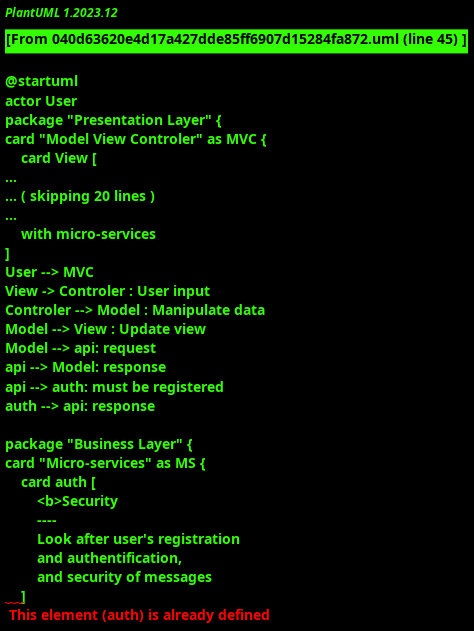 PlantUML 1.2023.12
[From 040d63620e4d17a427dde85ff6907d15284fa872.uml (line 45) ]
@startuml
actor User
package "Presentation Layer" {
card "Model View Controler" as MVC {
card View [
...
... ( skipping 20 lines )
...
with micro-services
]
User --> MVC
View -> Controler : User input
Controler --> Model : Manipulate data
Model --> View : Update view
Model --> api: request
api --> Model: response
api --> auth: must be registered
auth --> api: response
package "Business Layer" {
card "Micro-services" as MS {
card auth [
<b>Security
----
Look after user's registration
and authentification,
and security of messages
]
This element (auth) is already defined